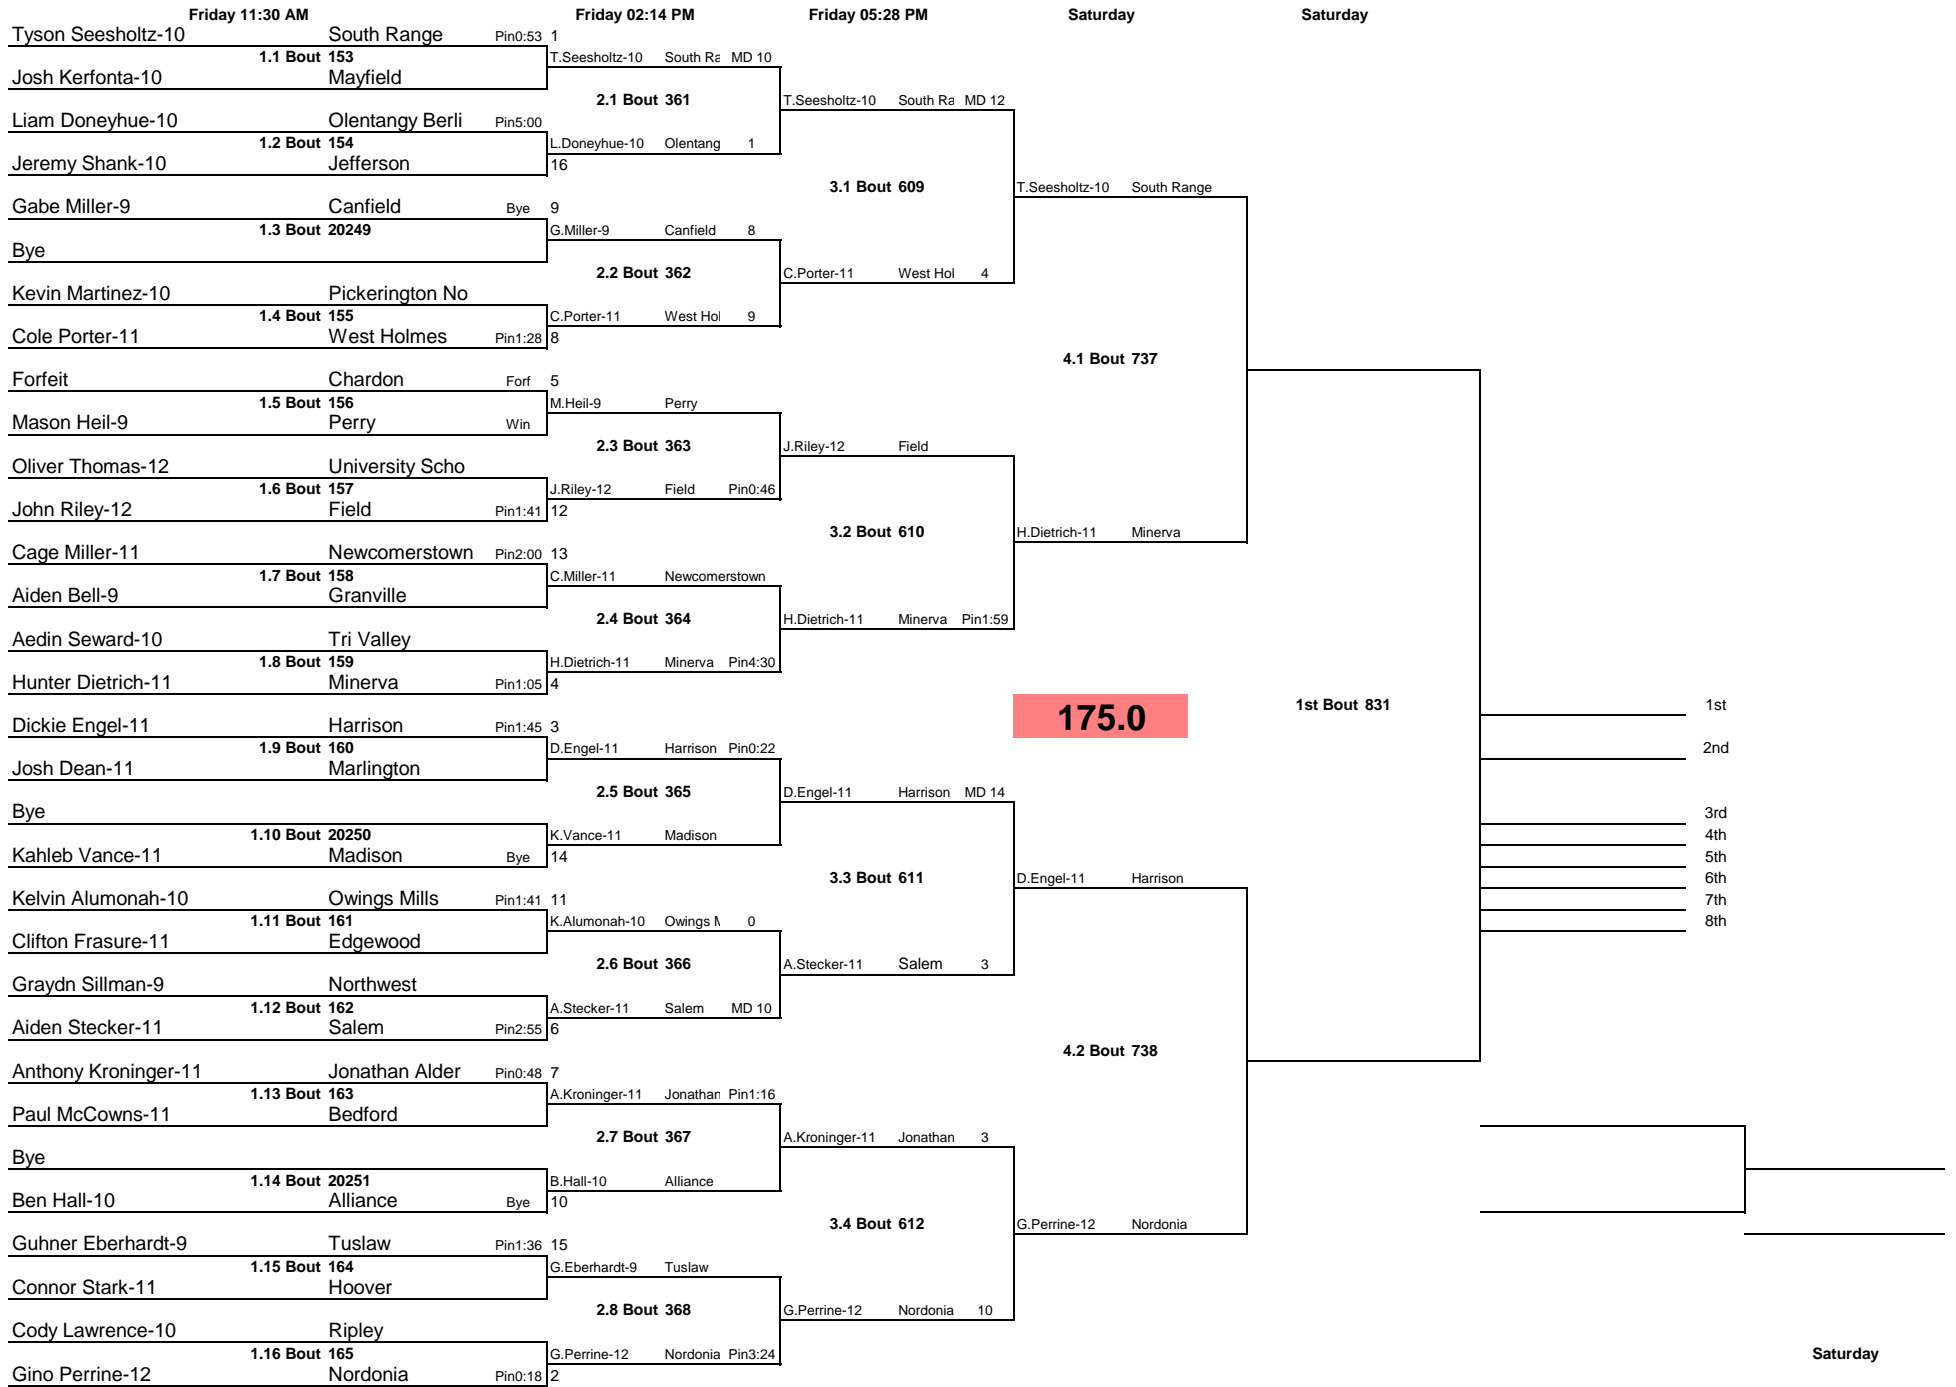 Friday 11:30 AM Friday 02:14 PM Friday 05:28 PM Saturday Saturday
Tyson Seesholtz-10 South Range Pin0:53 1
1.1 Bout 153 T.Seesholtz-10 South Ra MD 10
Josh Kerfonta-10 Mayfield
2.1 Bout 361 T.Seesholtz-10 South Ra MD 12
Liam Doneyhue-10 Olentangy Berli Pin5:00
1.2 Bout 154 L.Doneyhue-10 Olentang 1
Jeremy Shank-10 Jefferson 16
3.1 Bout 609 T.Seesholtz-10 South Range
Gabe Miller-9 Canfield Bye 9
1.3 Bout 20249 G.Miller-9 Canfield 8
Bye
2.2 Bout 362 C.Porter-11 West Hol 4
Kevin Martinez-10 Pickerington No
1.4 Bout 155 C.Porter-11 West Hol 9
Cole Porter-11 West Holmes Pin1:28 8
4.1 Bout 737
Forfeit Chardon Forf 5
1.5 Bout 156 M.Heil-9 Perry
Mason Heil-9 Perry Win
2.3 Bout 363 J.Riley-12 Field
Oliver Thomas-12 University Scho
1.6 Bout 157 J.Riley-12 Field Pin0:46
John Riley-12 Field Pin1:41 12
3.2 Bout 610 H.Dietrich-11 Minerva
Cage Miller-11 Newcomerstown Pin2:00 13
1.7 Bout 158 C.Miller-11 Newcomerstown
Aiden Bell-9 Granville
2.4 Bout 364 H.Dietrich-11 Minerva Pin1:59
Aedin Seward-10 Tri Valley
1.8 Bout 159 H.Dietrich-11 Minerva Pin4:30
Hunter Dietrich-11 Minerva Pin1:05 4
175.0 1st Bout 831 1st
Dickie Engel-11 Harrison Pin1:45 3
1.9 Bout 160 D.Engel-11 Harrison Pin0:22 2nd
Josh Dean-11 Marlington
2.5 Bout 365 D.Engel-11 Harrison MD 14
Bye 3rd
1.10 Bout 20250 K.Vance-11 Madison 4th
Kahleb Vance-11 Madison Bye 14 5th
3.3 Bout 611 D.Engel-11 Harrison 6th
Kelvin Alumonah-10 Owings Mills Pin1:41 11 7th
1.11 Bout 161 K.Alumonah-10 Owings 0 8th
Clifton Frasure-11 Edgewood
2.6 Bout 366 A.Stecker-11 Salem 3
Graydn Sillman-9 Northwest
1.12 Bout 162 A.Stecker-11 Salem MD 10
Aiden Stecker-11 Salem Pin2:55 6
4.2 Bout 738
Anthony Kroninger-11 Jonathan Alder Pin0:48 7
1.13 Bout 163 A.Kroninger-11 Jonathan Pin1:16
Paul McCowns-11 Bedford
2.7 Bout 367 A.Kroninger-11 Jonathan 3
Bye
1.14 Bout 20251 B.Hall-10 Alliance
Ben Hall-10 Alliance Bye 10
3.4 Bout 612 G.Perrine-12 Nordonia
Guhner Eberhardt-9 Tuslaw Pin1:36 15
1.15 Bout 164 G.Eberhardt-9 Tuslaw
Connor Stark-11 Hoover
2.8 Bout 368 G.Perrine-12 Nordonia 10
Cody Lawrence-10 Ripley
1.16 Bout 165 G.Perrine-12 Nordonia Pin3:24 Saturday
Gino Perrine-12 Nordonia Pin0:18 2